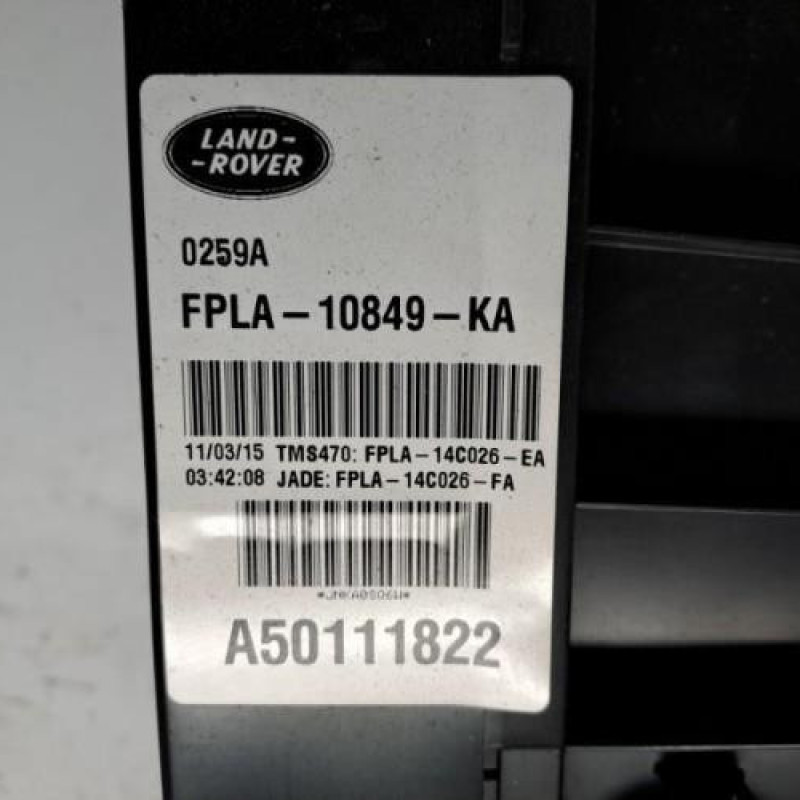 LAND-
-ROVER
0259A
FPLA-10849-KA
11/03/15 TMS470: FPLA-14C026-EA
03:42:08 JADE: FPLA-14C026-FA
*JNKA0S06W*
A50111822